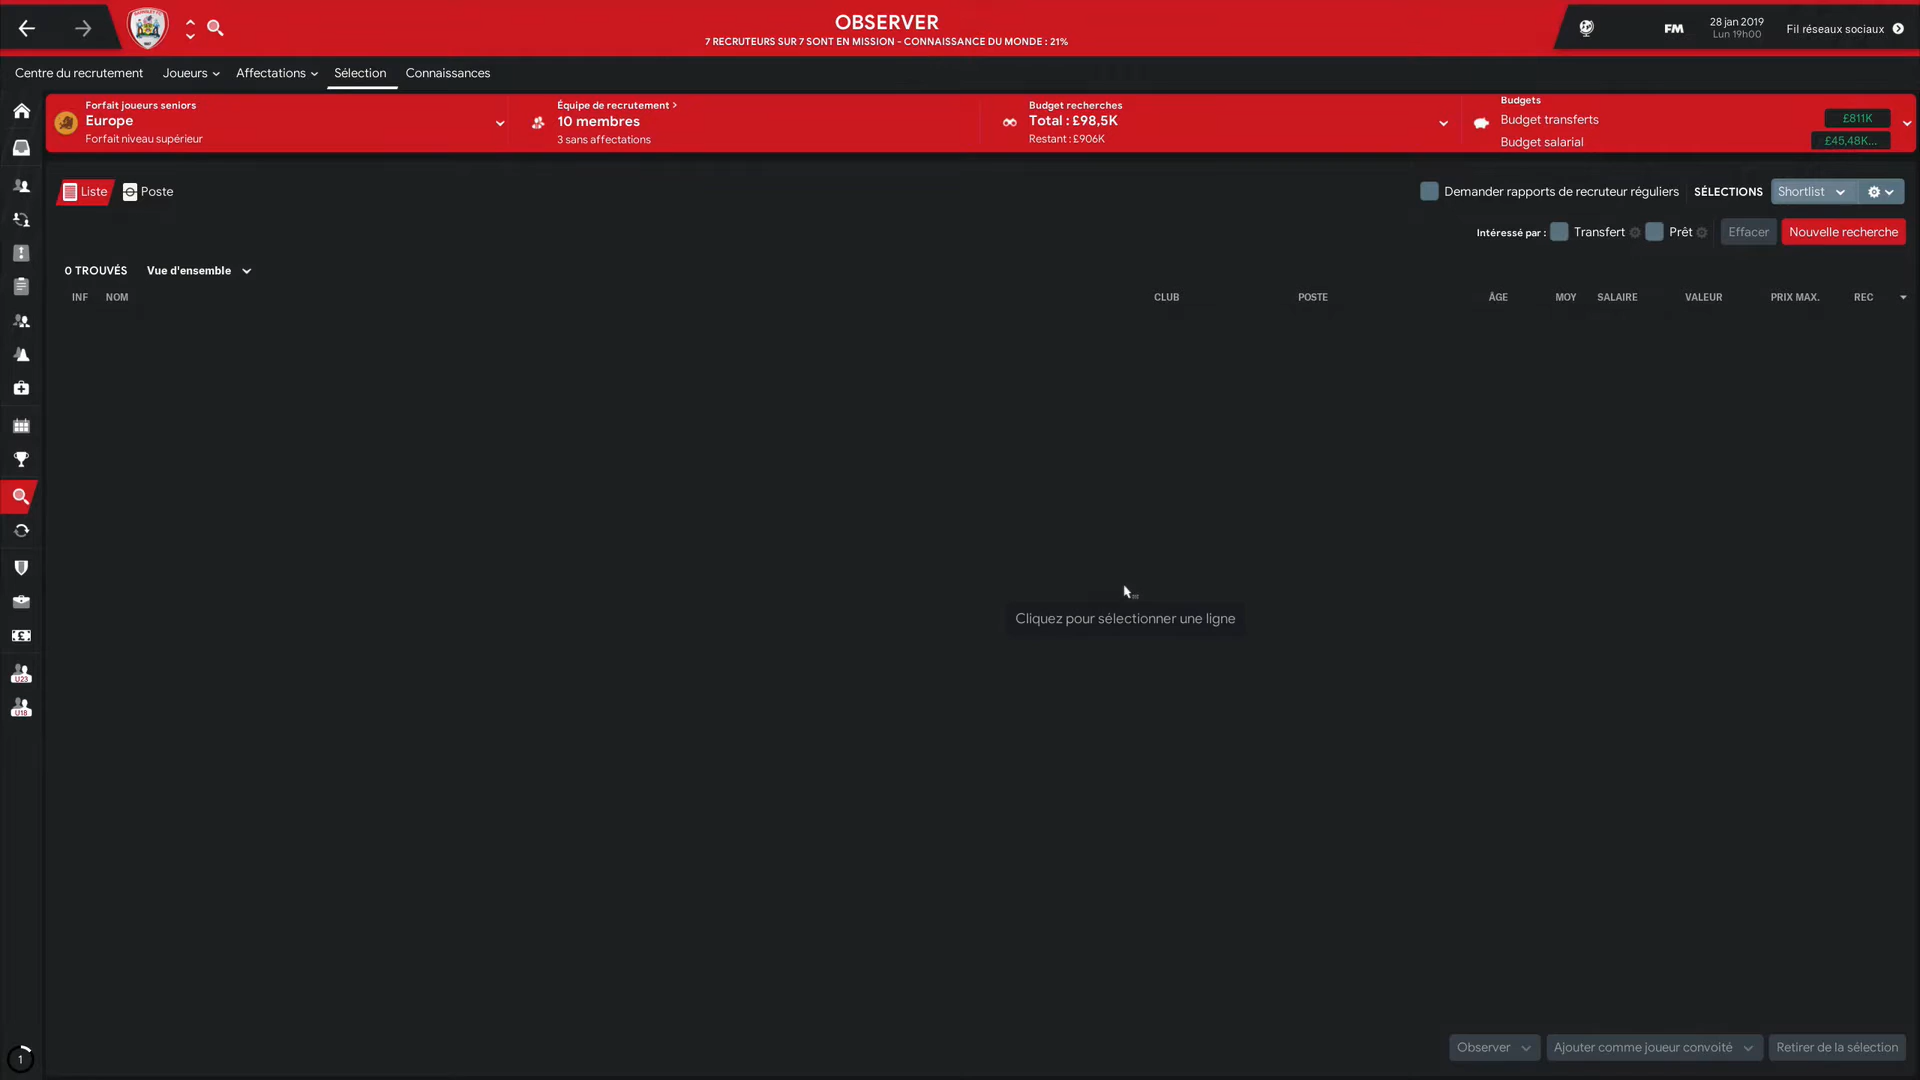 OBSERVER
7 RECRUTEURS SUR 7 SONT EN MISSION - CONNAISSANCE DU MONDE : 21%
FM
28 jan 2019
Lun 19h00
Fil réseaux sociaux
Centre du recrutement
Joueurs
Affectations
Sélection
Connaissances
Forfait joueurs seniors
Europe
Forfait niveau supérieur
Équipe de recrutement >
10 membres
3 sans affectations
Budget recherches
Total : £98,5K
Restant : £906K
Budgets
Budget transferts
£811K
Budget salarial
£45,48K...
Liste
Poste
Demander rapports de recruteur réguliers
SÉLECTIONS
Shortlist
Intéressé par :
Transfert
Prêt
Effacer
Nouvelle recherche
0 TROUVÉS
Vue d'ensemble
INF
NOM
CLUB
POSTE
ÂGE
MOY
SALAIRE
VALEUR
PRIX MAX.
REC
Cliquez pour sélectionner une ligne
U23
U18
1
Observer
Ajouter comme joueur convoité
Retirer de la sélection